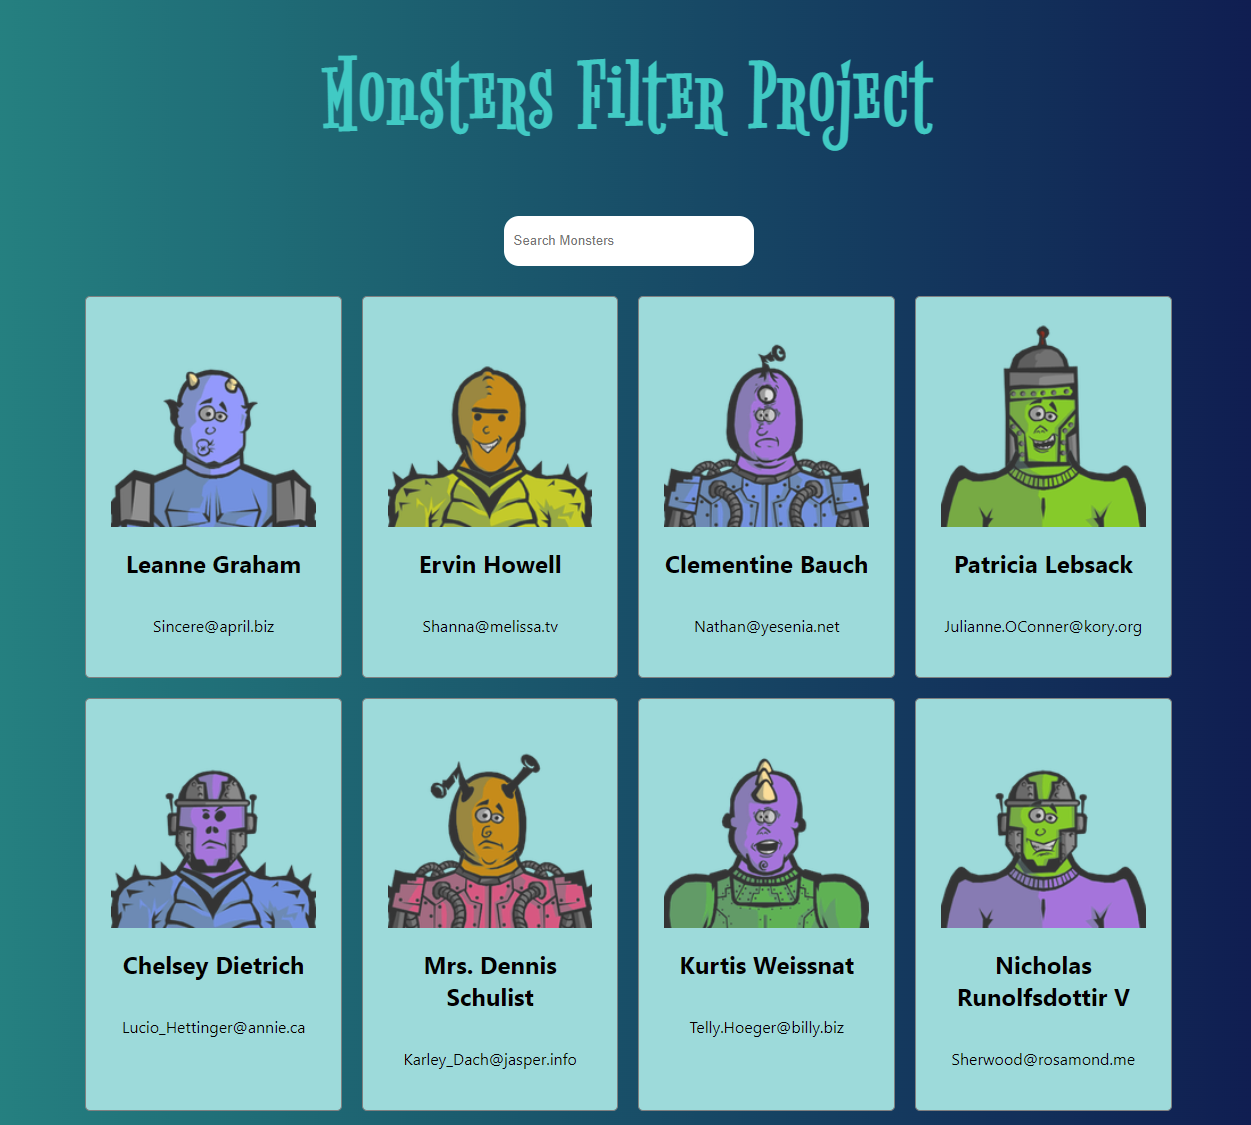 Monsters Filter Project
Search Monsters
Leanne Graham
Sincere@april.biz
Ervin Howell
Shanna@melissa.tv
Clementine Bauch
Nathan@yesenia.net
Patricia Lebsack
Julianne.OConner@kory.org
Chelsey Dietrich
Lucio_Hettinger@annie.ca
Mrs. Dennis
Schulist
Karley_Dach@jasper.info
Kurtis Weissnat
Telly.Hoeger@billy.biz
Nicholas
Runolfsdottir V
Sherwood@rosamond.me